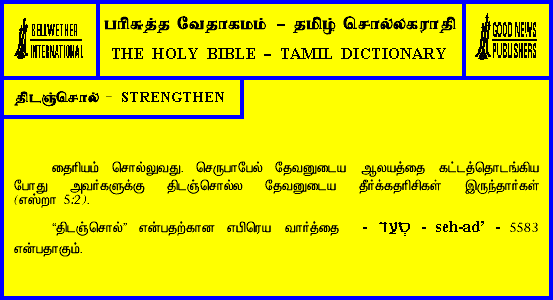 BELLWETHER
INTERNATIONAL
பரிசுத்த வேதாகமம் – தமிழ் சொல்லகராதி
THE HOLY BIBLE – TAMIL DICTIONARY
GOOD NEWS
PUBLISHERS
திடஞ்சொல் – STRENGTHEN
தைரியம் சொல்லுவது. செருபாபேல் தேவனுடைய ஆலயத்தை கட்டத்தொடங்கிய
போது அவர்களுக்கு திடஞ்சொல்ல தேவனுடைய தீர்க்கதரிசிகள் இருந்தார்கள்
(எஸ்றா 5:2).
“திடஞ்சொல்” என்பதற்கான எபிரெய வார்த்தை - סְעַד - seh-ad’ - 5583
என்பதாகும்.